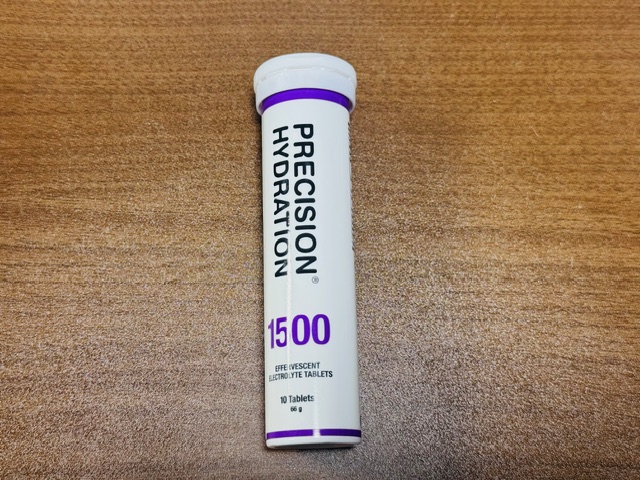 PRECISION
HYDRATION®
1500
EFFERVESCENT
ELECTROLYTE TABLETS
10 Tablets
66 g